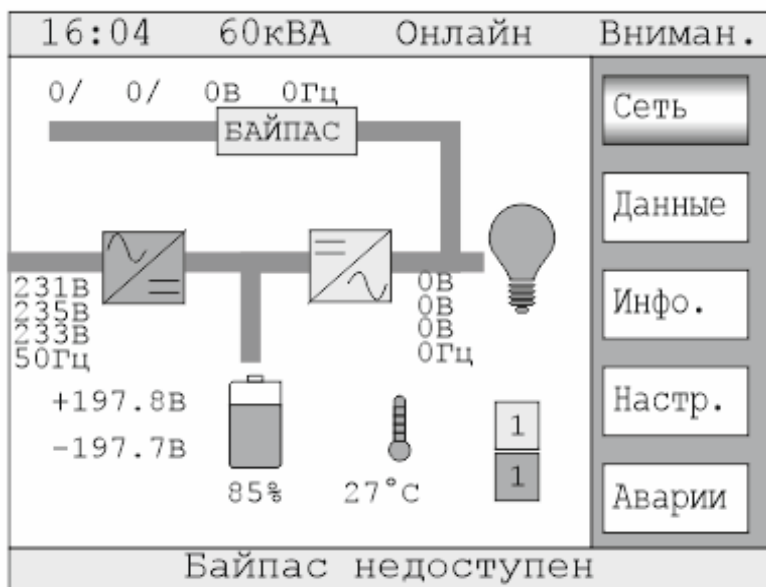 16:04 60кВА Онлайн Вниман.
0/ 0/ 0В 0Гц
БАЙПАС
231В
235В
233В
50Гц
0В
0В
0В
0Гц
+197.8В
-197.7В
85%
27°C
1
1
Сеть
Данные
Инфо.
Настр.
Аварии
Байпас недоступен